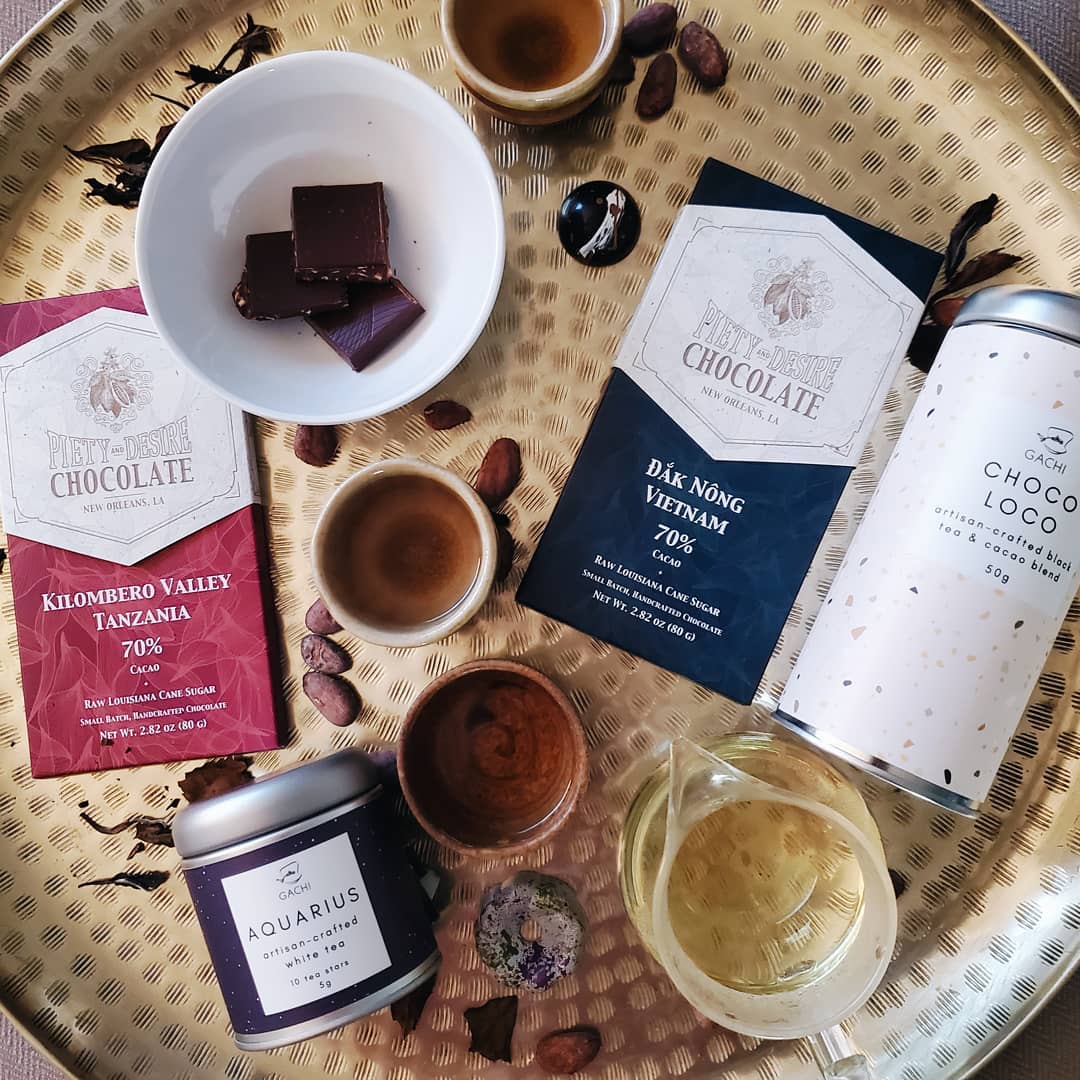 PIETY AND DESIRE
CHOCOLATE
NEW ORLEANS, LA
KILOMBERO VALLEY
TANZANIA
70%
CACAO
RAW LOUISIANA CANE SUGAR
SMALL BATCH, HANDCRAFTED CHOCOLATE
NET WT. 2.82 OZ (80 G)
PIETY AND DESIRE
CHOCOLATE
NEW ORLEANS, LA
ĐẮK NÔNG
VIETNAM
70%
CACAO
RAW LOUISIANA CANE SUGAR
SMALL BATCH, HANDCRAFTED CHOCOLATE
NET WT. 2.82 OZ (80 G)
GACHI
CHOCO
LOCO
artisan-crafted black
tea & cacao blend
50g
GACHI
AQUARIUS
artisan-crafted
white tea
10 tea stars
5g